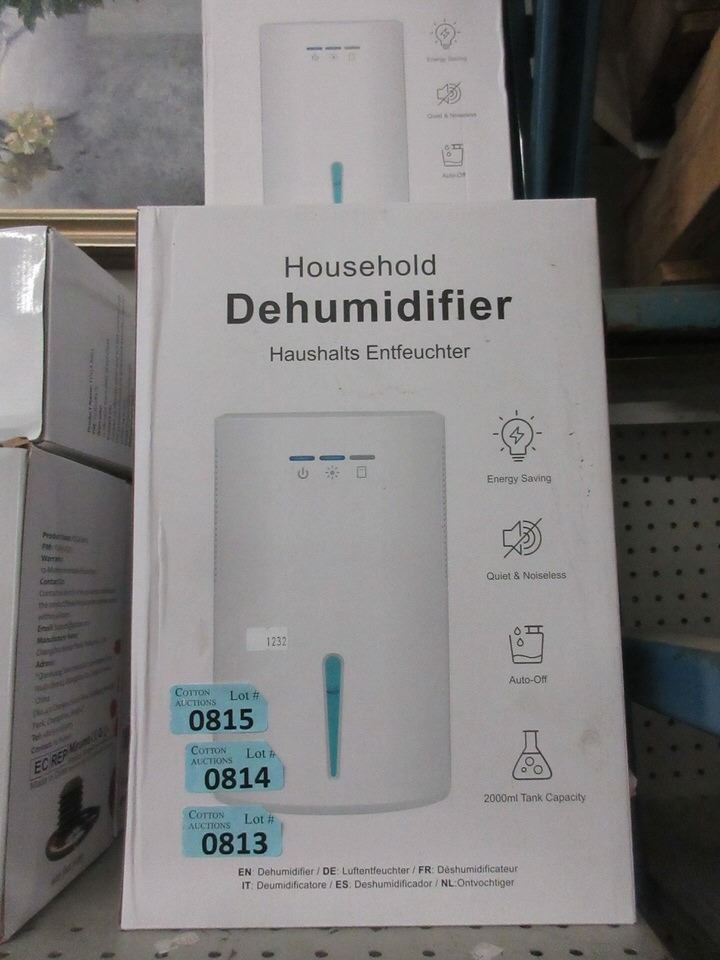 Energy Saving
Quiet & Noiseless
Auto-Off
Household
Dehumidifier
Haushalts Entfeuchter
Energy Saving
Quiet & Noiseless
Auto-Off
2000ml Tank Capacity
1232
COTTON AUCTIONS Lot #
0815
COTTON AUCTIONS Lot #
0814
COTTON AUCTIONS Lot #
0813
EN: Dehumidifier / DE: Luftentfeuchter / FR: Déshumidificateur
IT: Deumidificatore / ES: Deshumidificador / NL:Ontvochtiger
EC REP
China